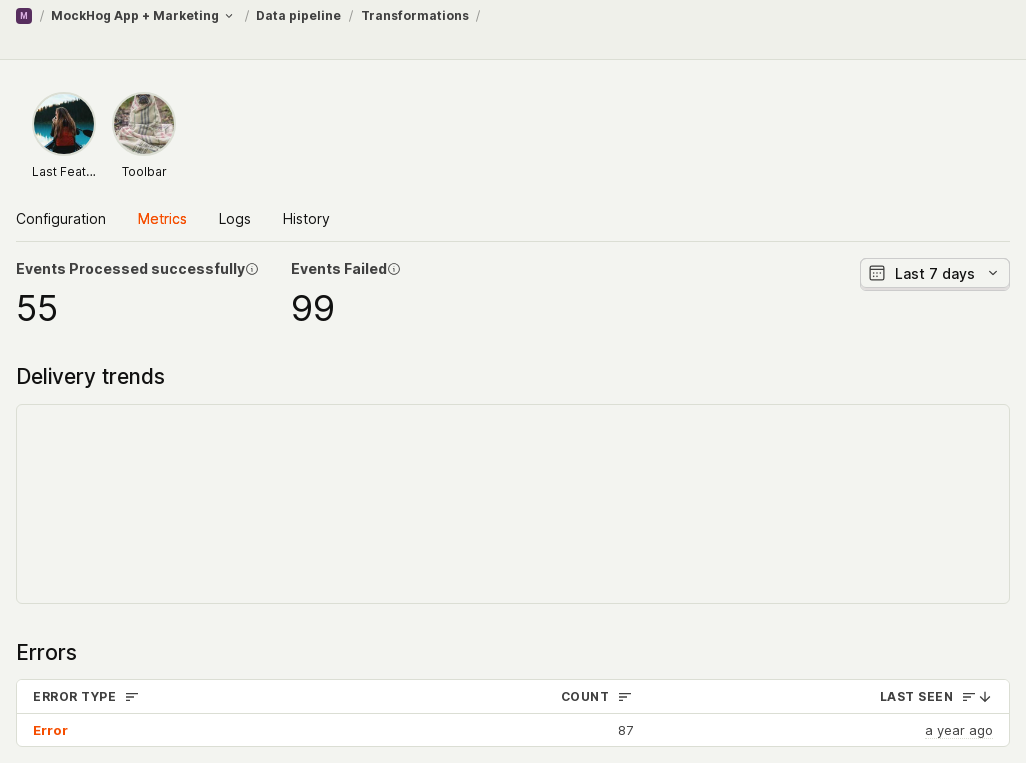 M / MockHog App + Marketing / Data pipeline / Transformations /
Last Feat... Toolbar
Configuration Metrics Logs History
Events Processed successfully Events Failed
Last 7 days
55 99
Delivery trends
Errors
ERROR TYPE COUNT LAST SEEN
Error 87 a year ago